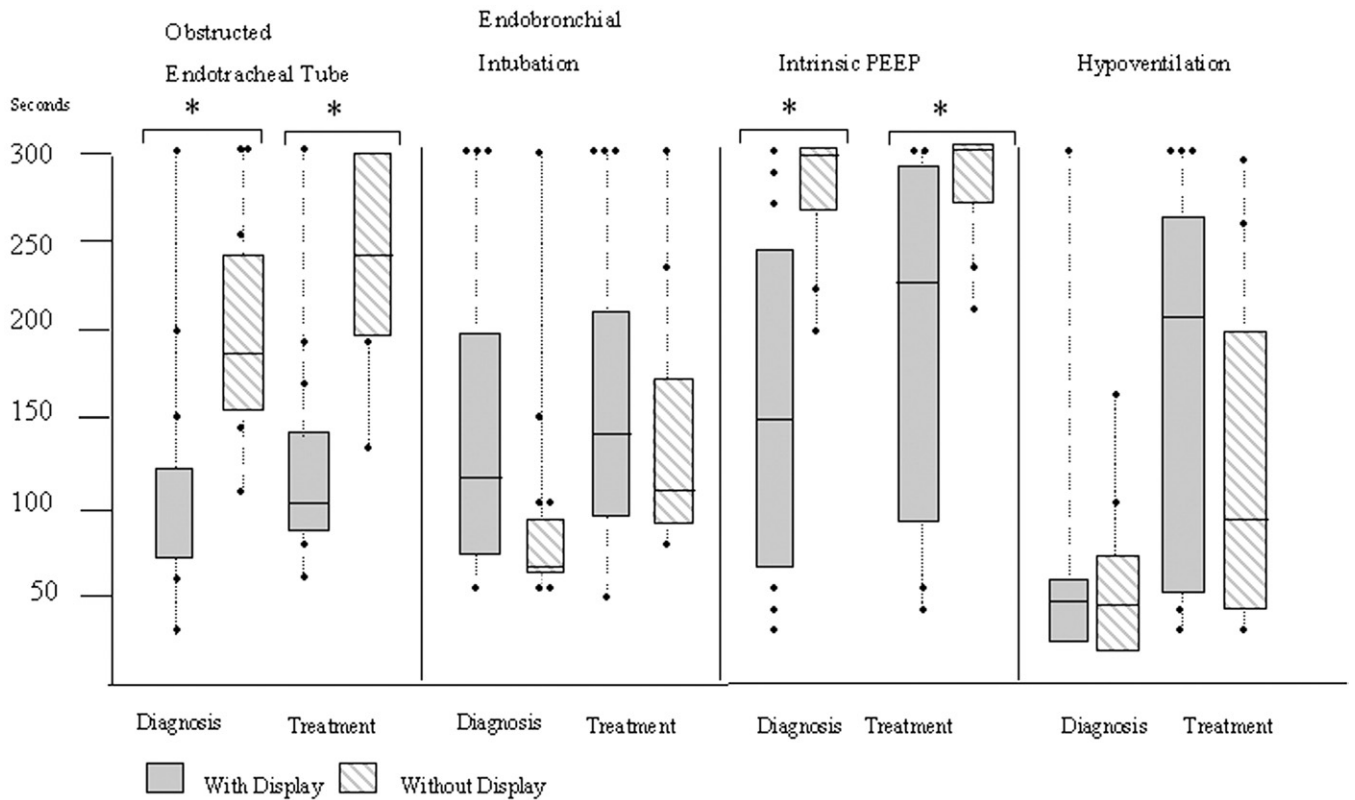 Obstructed
Endotracheal Tube
Endobronchial
Intubation
Intrinsic PEEP
Hypoventilation
Seconds
* * * *
300
250
200
150
100
50
Diagnosis Treatment Diagnosis Treatment Diagnosis Treatment Diagnosis Treatment
With Display Without Display